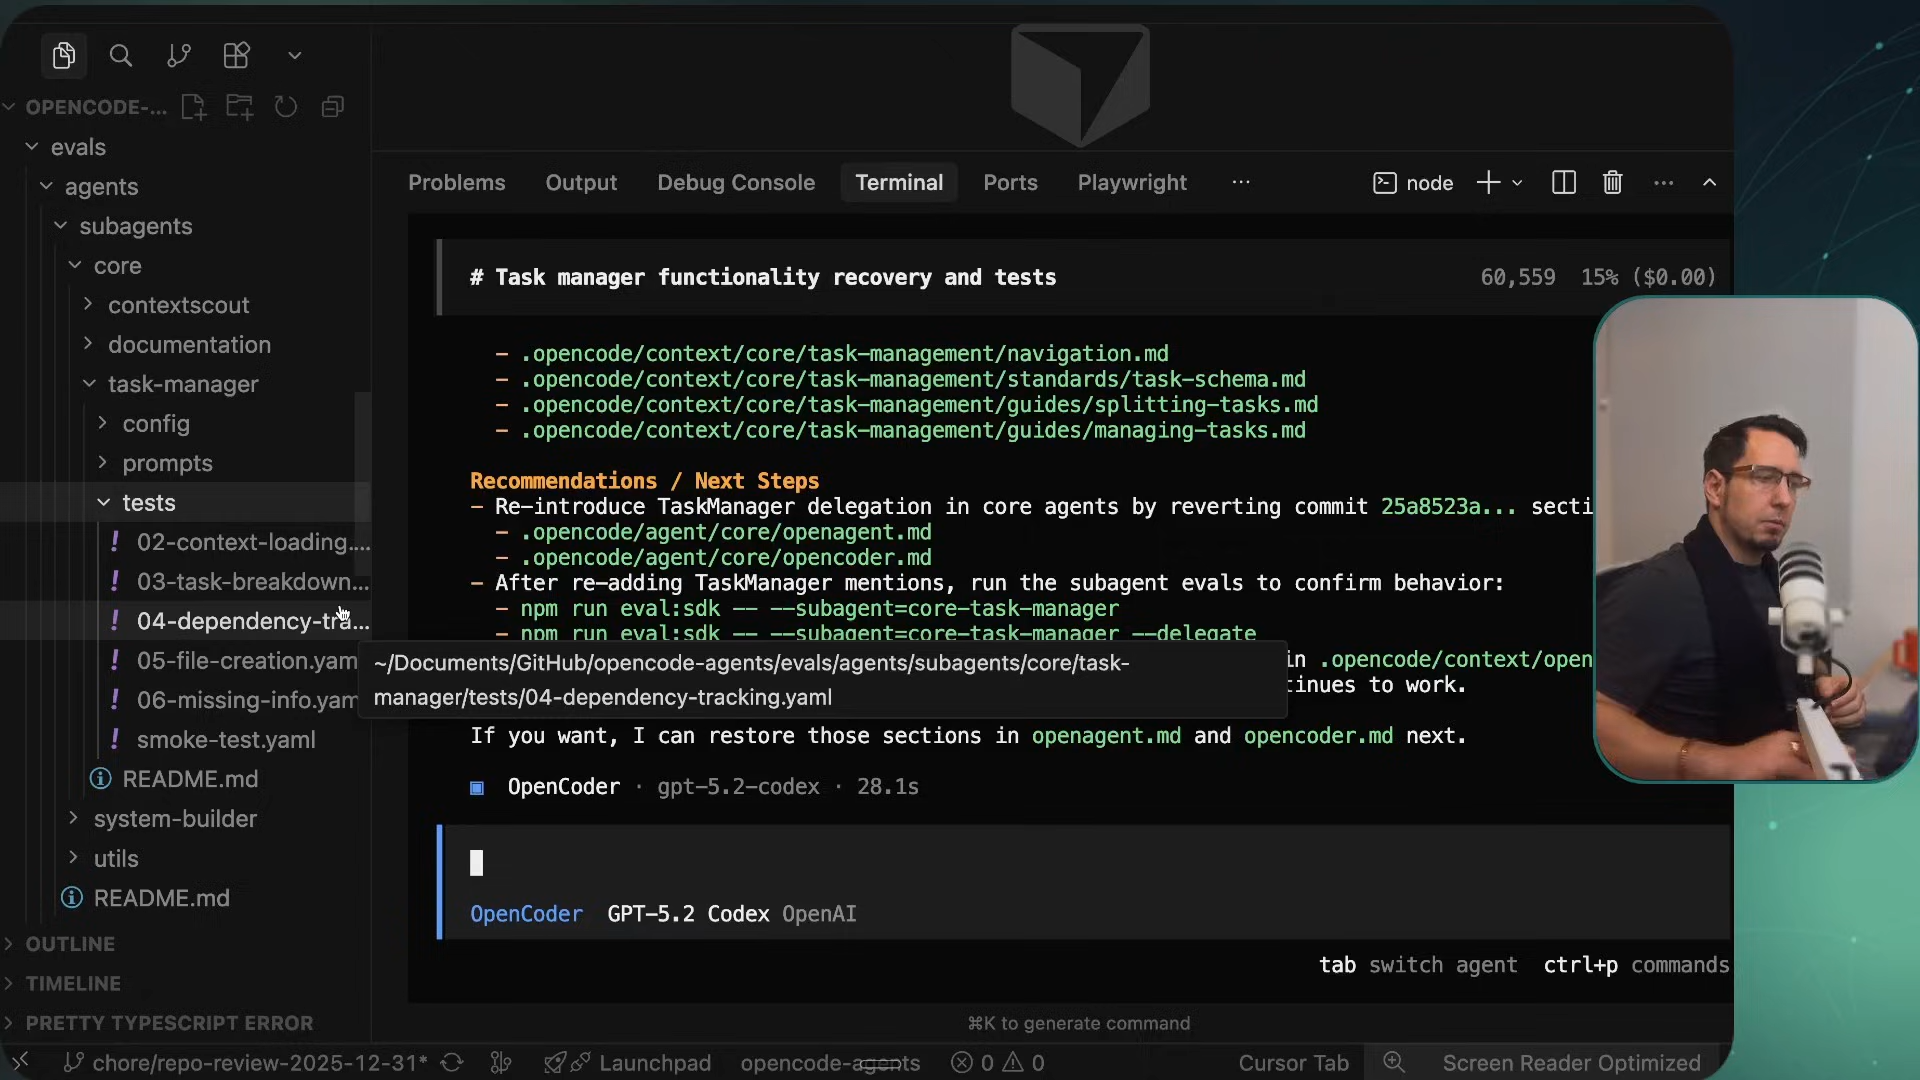 OPENCODE-...
evals
agents
subagents
core
contextscout
documentation
task-manager
config
prompts
tests
! 02-context-loading....
! 03-task-breakdown...
! 04-dependency-tra...
! 05-file-creation.yam
! 06-missing-info.yam
! smoke-test.yaml
README.md
system-builder
utils
README.md
OUTLINE
TIMELINE
PRETTY TYPESCRIPT ERROR
Problems Output Debug Console Terminal Ports Playwright ... node
# Task manager functionality recovery and tests 60,559 15% ($0.00)
- .opencode/context/core/task-management/navigation.md
- .opencode/context/core/task-management/standards/task-schema.md
- .opencode/context/core/task-management/guides/splitting-tasks.md
- .opencode/context/core/task-management/guides/managing-tasks.md
Recommendations / Next Steps
- Re-introduce TaskManager delegation in core agents by reverting commit 25a8523a... secti
- .opencode/agent/core/openagent.md
- .opencode/agent/core/opencoder.md
- After re-adding TaskManager mentions, run the subagent evals to confirm behavior:
- npm run eval:sdk -- --subagent=core-task-manager
- npm run eval:sdk -- --subagent=core-task-manager --delegate
in .opencode/context/open
tinues to work.
~/Documents/GitHub/opencode-agents/evals/agents/subagents/core/task-
manager/tests/04-dependency-tracking.yaml
If you want, I can restore those sections in openagent.md and opencoder.md next.
OpenCoder · gpt-5.2-codex · 28.1s
OpenCoder GPT-5.2 Codex OpenAI
tab switch agent ctrl+p commands
⌘K to generate command
chore/repo-review-2025-12-31* Launchpad opencode-agents 0 0 Cursor Tab Screen Reader Optimized